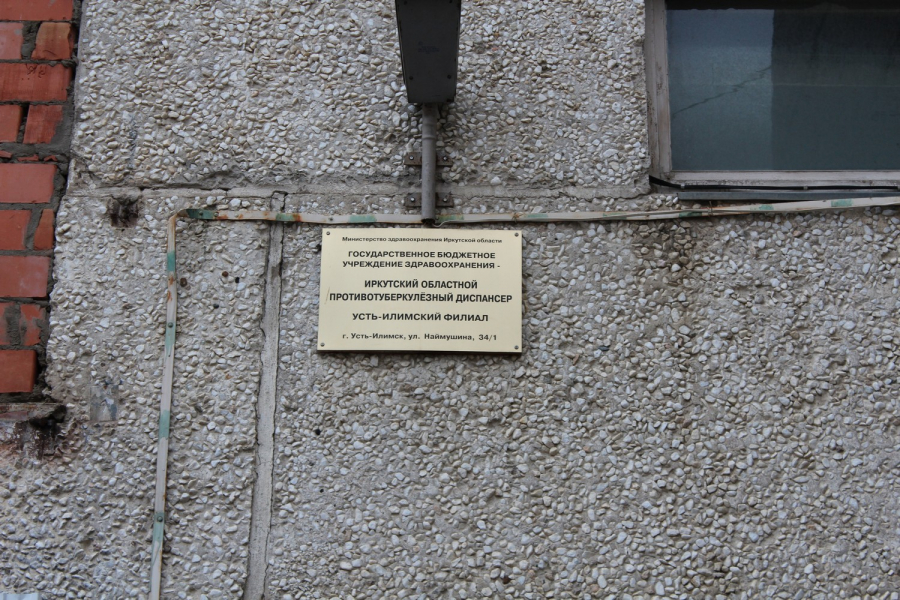 Министерство здравоохранения Иркутской области
ГОСУДАРСТВЕННОЕ БЮДЖЕТНОЕ
УЧРЕЖДЕНИЕ ЗДРАВООХРАНЕНИЯ -
ИРКУТСКИЙ ОБЛАСТНОЙ
ПРОТИВОТУБЕРКУЛЁЗНЫЙ ДИСПАНСЕР
УСТЬ-ИЛИМСКИЙ ФИЛИАЛ
г. Усть-Илимск, ул. Наймушина, 34/1